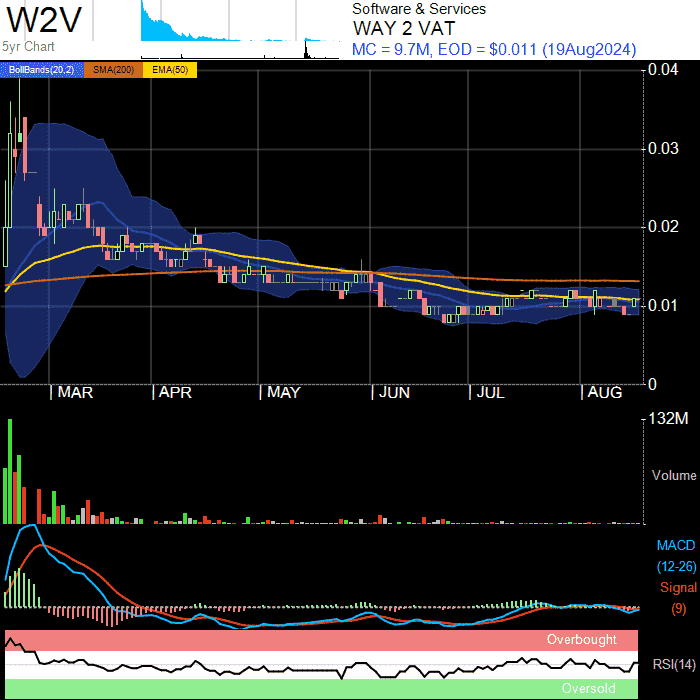 W2V
5yr Chart
Software & Services
WAY 2 VAT
MC = 9.7M, EOD = $0.011 (19Aug2024)
BollBands(20,2) SMA(200) EMA(50)
0.04
0.03
0.02
0.01
0
MAR APR MAY JUN JUL AUG
132M
Volume
MACD
(12-26)
Signal
(9)
Overbought
RSI(14)
Oversold